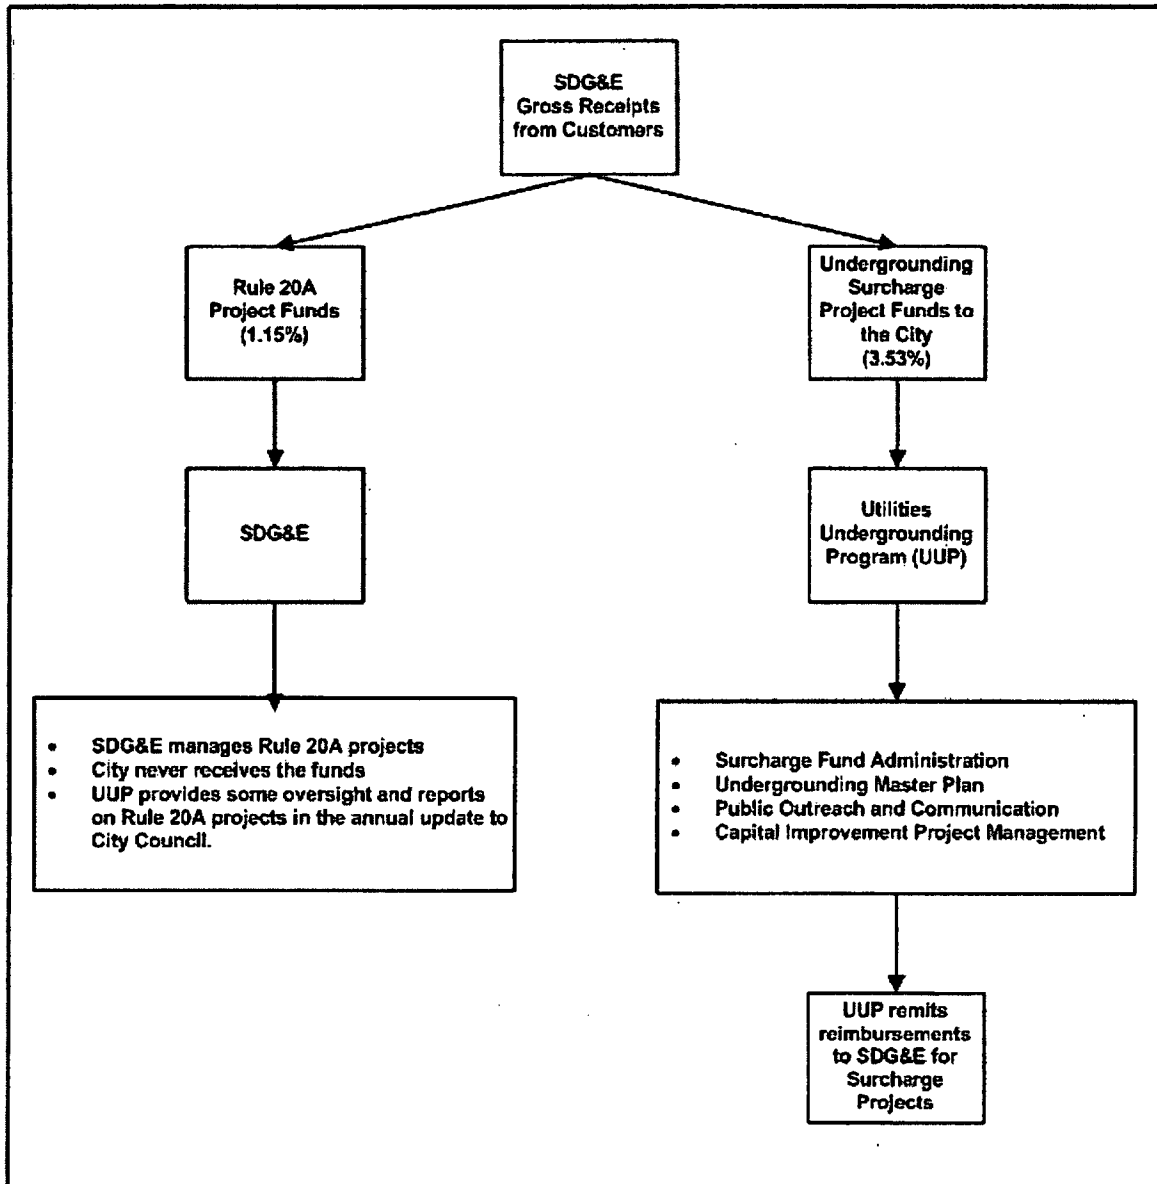 SDG&E
Gross Receipts
from Customers
Rule 20A
Project Funds
(1.15%)
Undergrounding
Surcharge
Project Funds to
the City
(3.53%)
SDG&E
Utilities
Undergrounding
Program (UUP)
• SDG&E manages Rule 20A projects
• City never receives the funds
• UUP provides some oversight and reports
on Rule 20A projects in the annual update to
City Council.
• Surcharge Fund Administration
• Undergrounding Master Plan
• Public Outreach and Communication
• Capital Improvement Project Management
UUP remits
reimbursements
to SDG&E for
Surcharge
Projects